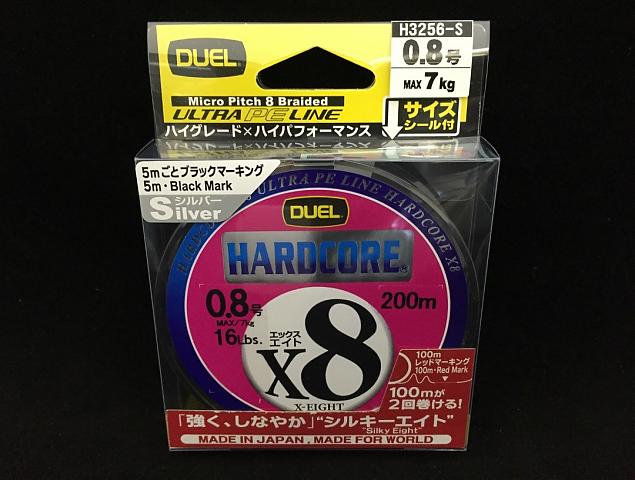 DUEL
H3256-S
0.8号
MAX 7kg
Micro Pitch 8 Braided
ULTRA PE LINE
ハイグレード×ハイパフォーマンス
サイズ
シール付
5mごとブラックマーキング
5m・Black Mark
シルバー
Silver
ULTRA PE LINE HARDCORE X8
DUEL
HARDCORE®
0.8号
MAX/7kg
16Lbs.
200m
エックス
エイト
X8
X-EIGHT
100m
レッドマーキング
100m・Red Mark
100mが
2回巻ける!
「強く、しなやか」“シルキーエイト”
"Silky Eight"
MADE IN JAPAN, MADE FOR WORLD